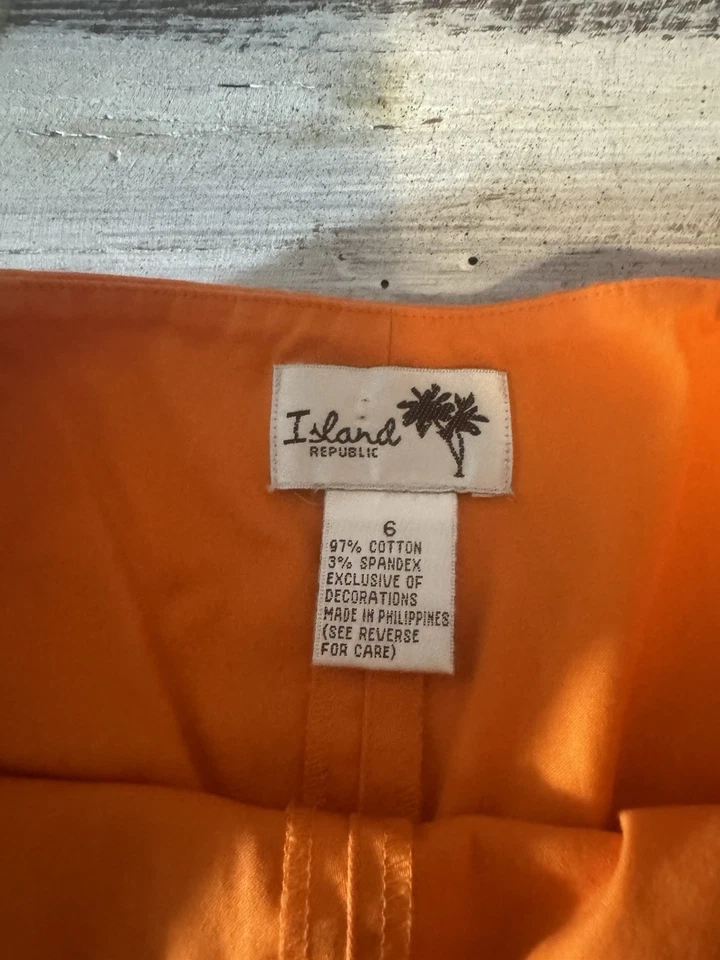 Island
REPUBLIC
6
97% COTTON
3% SPANDEX
EXCLUSIVE OF
DECORATIONS
MADE IN PHILIPPINES
(SEE REVERSE
FOR CARE)